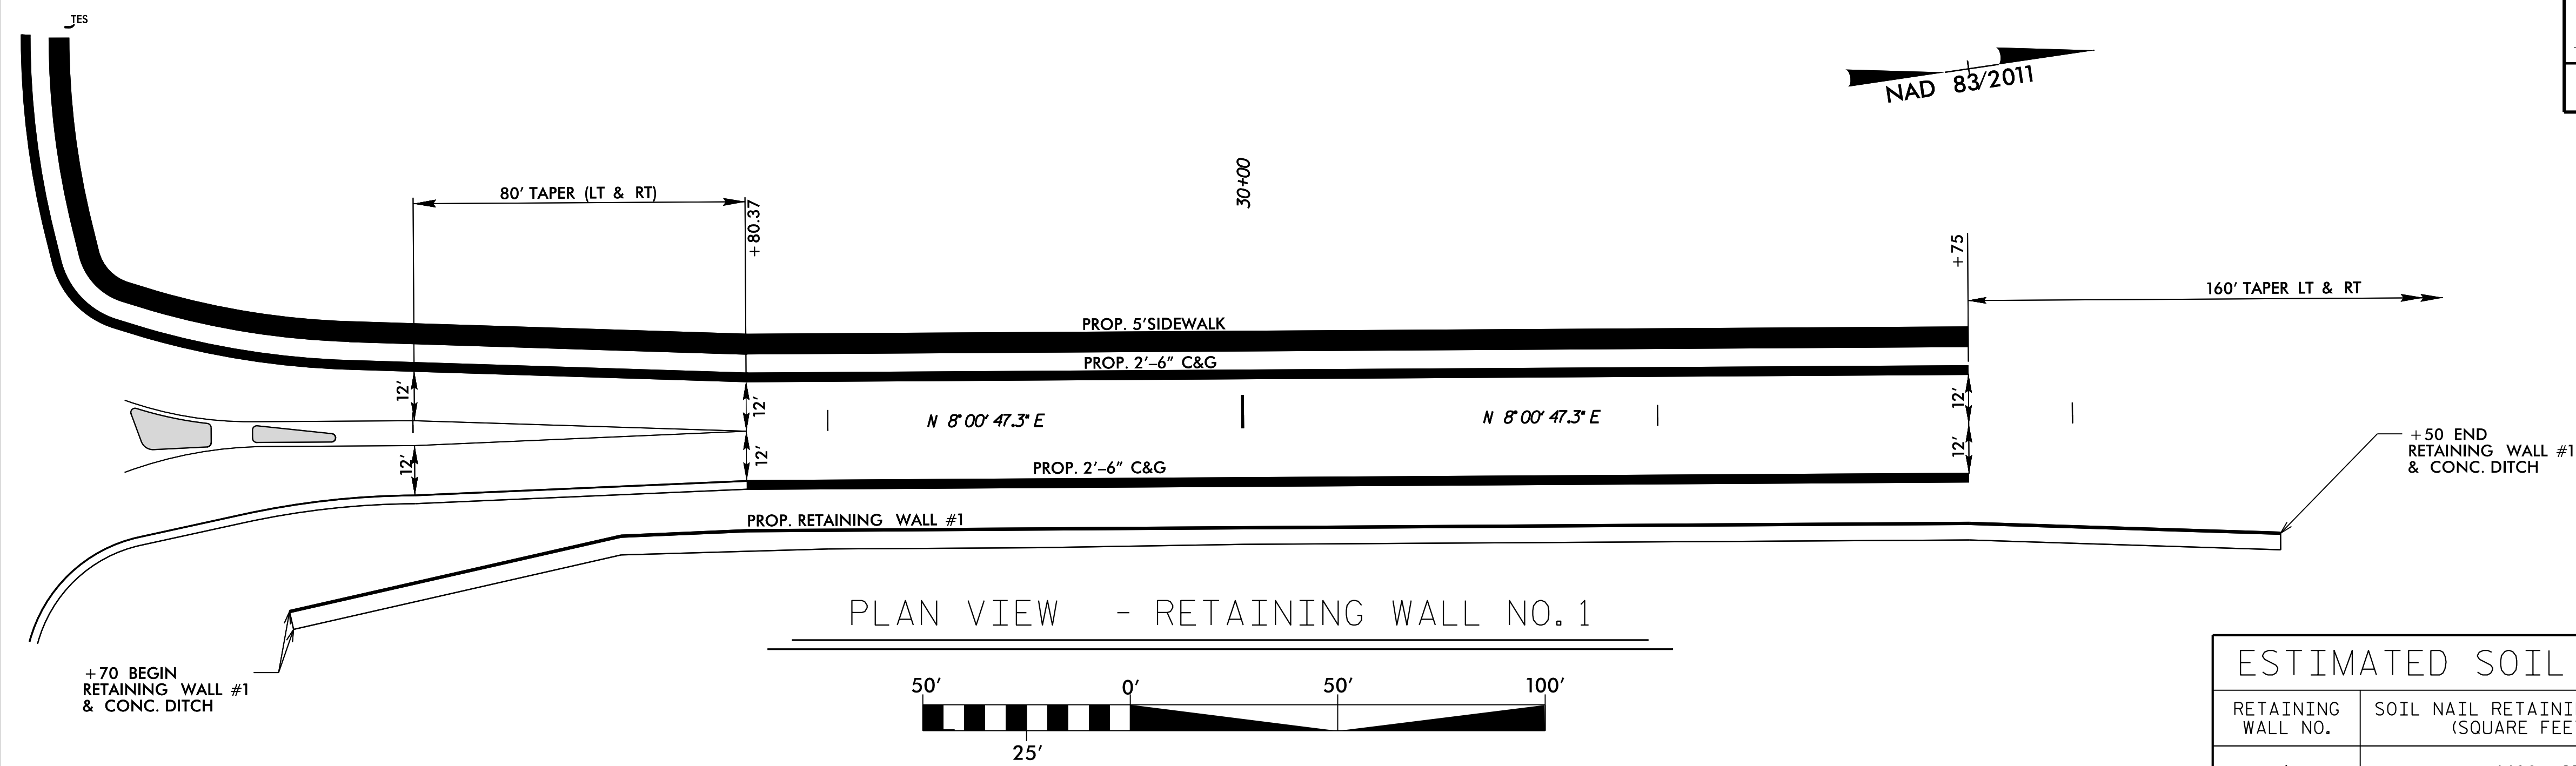 TES
NAD 83/2011
30+00
80' TAPER (LT & RT)
+80.37
+75
160' TAPER LT & RT
PROP. 5'SIDEWALK
PROP. 2'–6" C&G
12'
12'
12'
N 8° 00' 47.3" E
N 8° 00' 47.3" E
12'
12'
12'
+50 END
RETAINING WALL #1
& CONC. DITCH
PROP. 2'–6" C&G
PROP. RETAINING WALL #1
PLAN VIEW - RETAINING WALL NO. 1
+70 BEGIN
RETAINING WALL #1
& CONC. DITCH
50' 0' 50' 100'
25'
ESTIMATED SOIL
RETAINING
WALL NO.
SOIL NAIL RETAINI
(SQUARE FEE